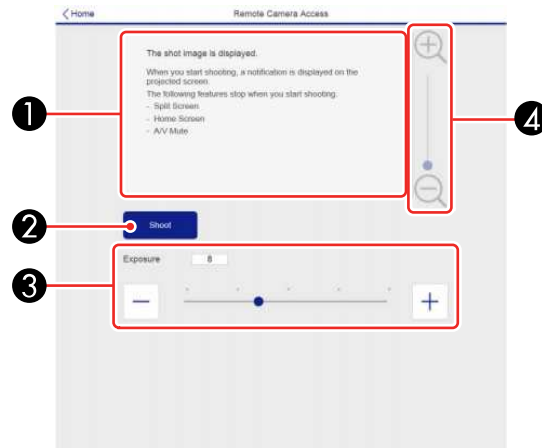 Home
Remote Camera Access
The shot image is displayed.
When you start shooting, a notification is displayed on the
projected screen.
The following features stop when you start shooting.
- Split Screen
- Home Screen
- A/V Mute
1
4
2
Shoot
Exposure 8
3